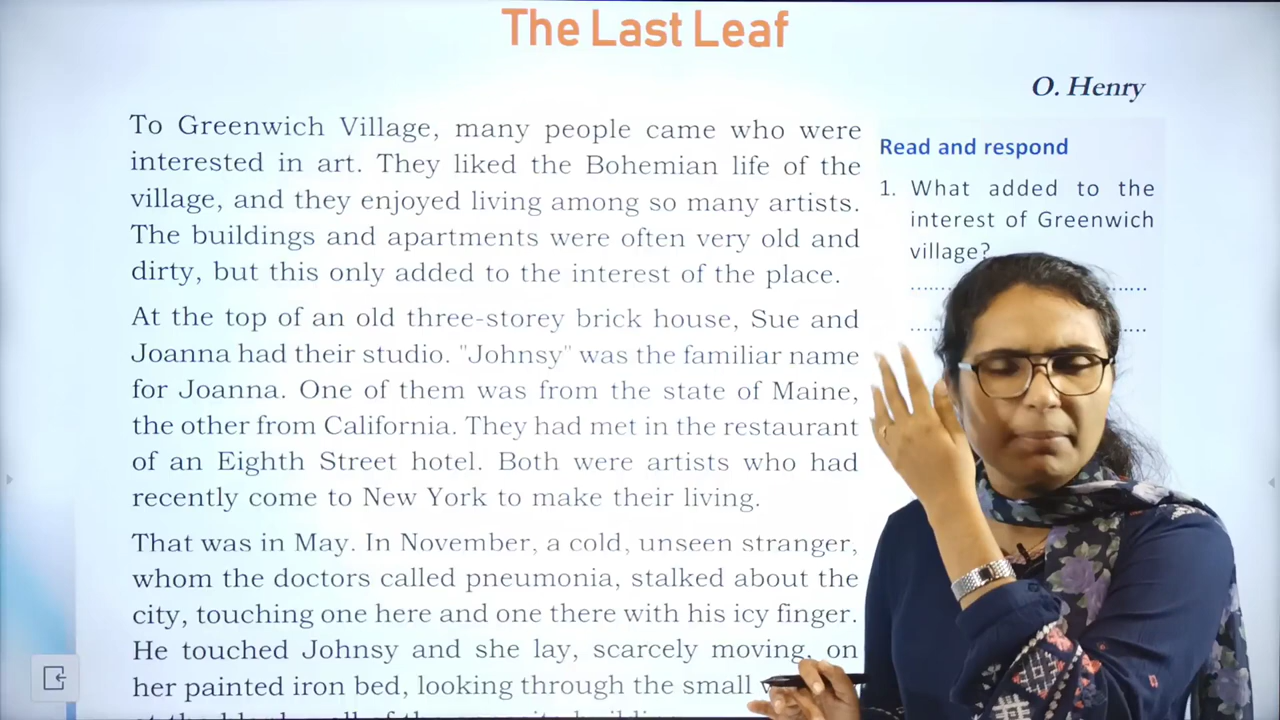 The Last Leaf
O. Henry
To Greenwich Village, many people came who were
interested in art. They liked the Bohemian life of the
village, and they enjoyed living among so many artists.
The buildings and apartments were often very old and
dirty, but this only added to the interest of the place.
At the top of an old three-storey brick house, Sue and
Joanna had their studio. "Johnsy" was the familiar name
for Joanna. One of them was from the state of Maine,
the other from California. They had met in the restaurant
of an Eighth Street hotel. Both were artists who had
recently come to New York to make their living.
That was in May. In November, a cold, unseen stranger,
whom the doctors called pneumonia, stalked about the
city, touching one here and one there with his icy finger.
He touched Johnsy and she lay, scarcely moving, on
her painted iron bed, looking through the small
Read and respond
1. What added to the
interest of Greenwich
village?